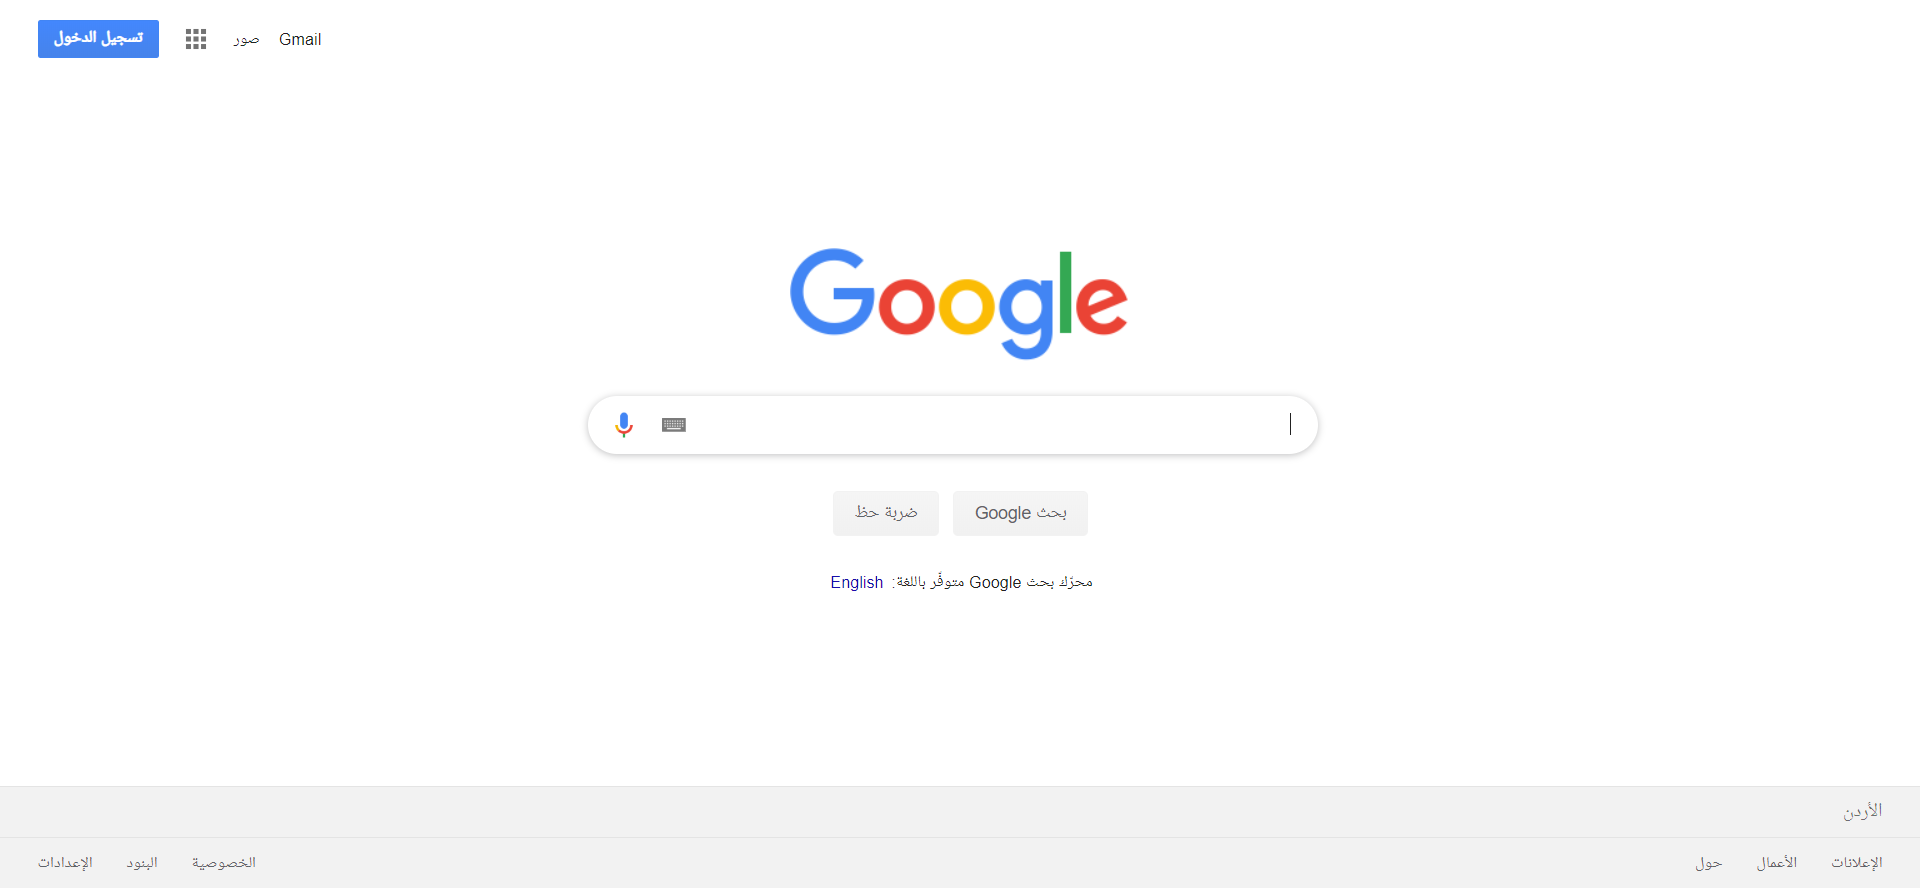 Gmail صور تسجيل الدخول
Google
بحث Google ضربة حظ
محرّك بحث Google متوفّر باللغة: English
الأردن
الإعلانات الأعمال حول الخصوصية البنود الإعدادات